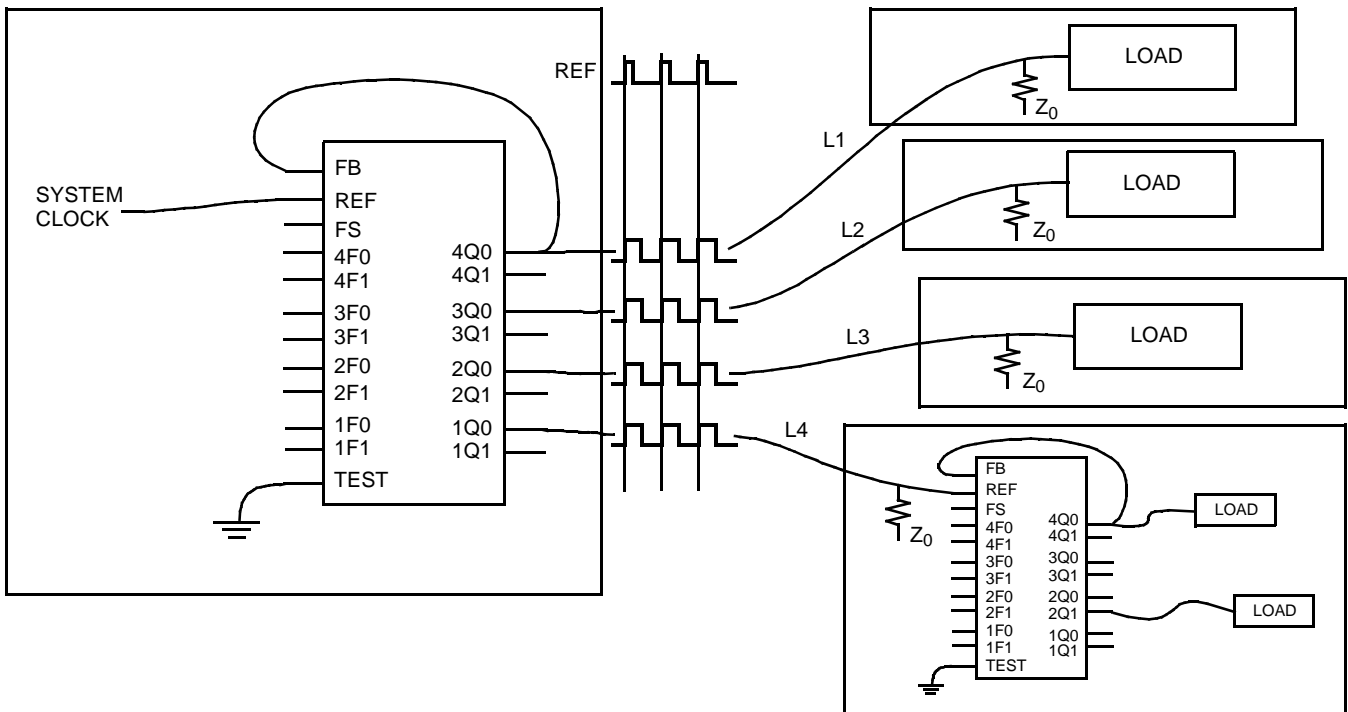 SYSTEM
CLOCK
FB
REF
FS
4F0
4F1
3F0
3F1
2F0
2F1
1F0
1F1
TEST
4Q0
4Q1
3Q0
3Q1
2Q0
2Q1
1Q0
1Q1
REF
L1
L2
L3
L4
LOAD
Z0
LOAD
Z0
LOAD
Z0
Z0
FB
REF
FS
4F0
4F1
3F0
3F1
2F0
2F1
1F0
1F1
TEST
4Q0
4Q1
3Q0
3Q1
2Q0
2Q1
1Q0
1Q1
LOAD
LOAD